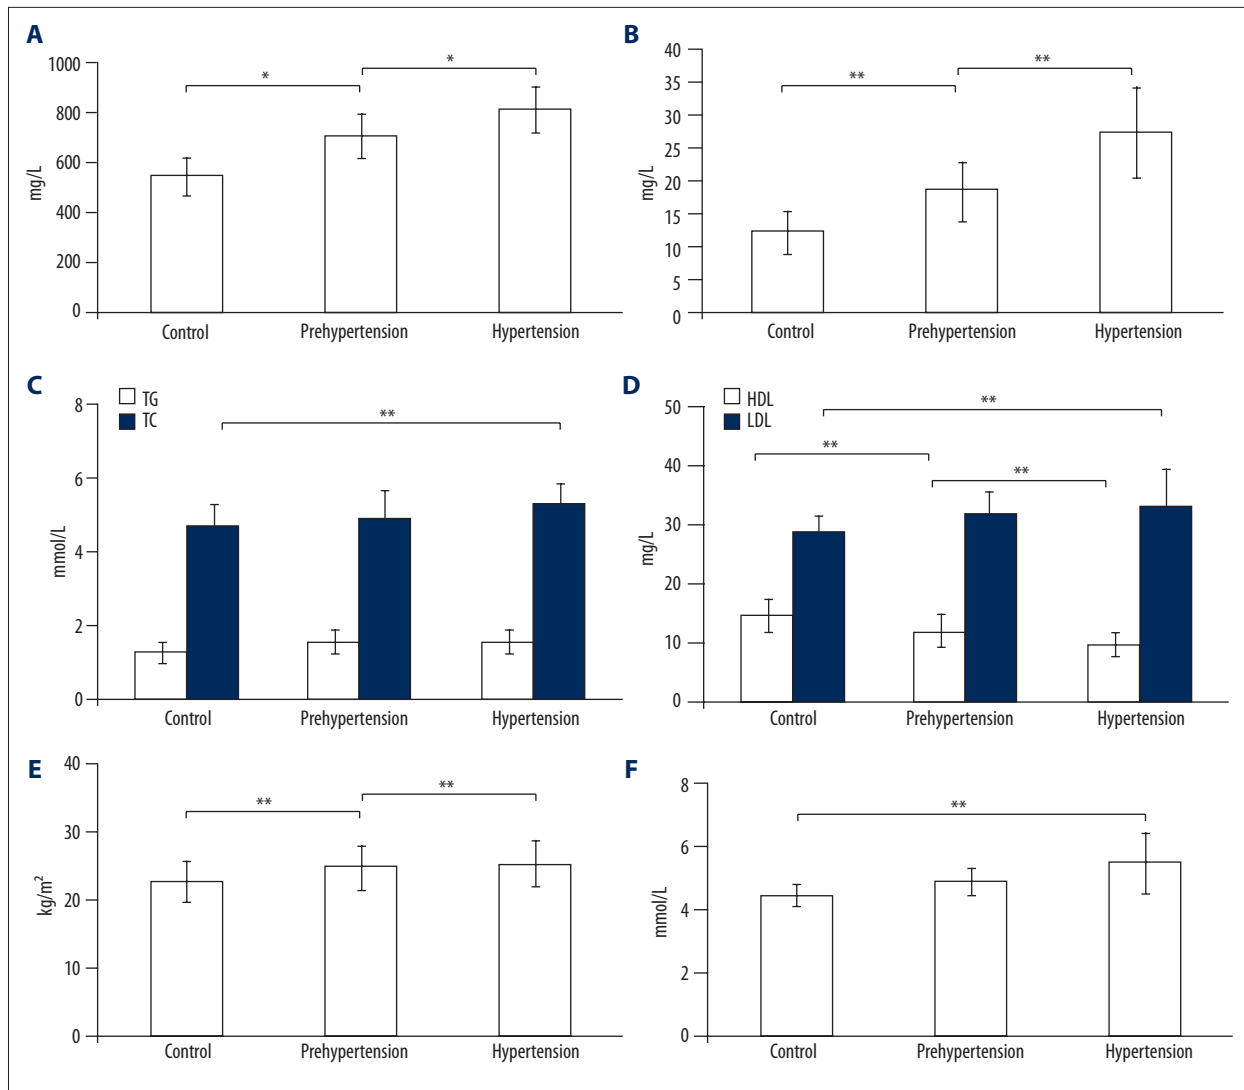 A
1000
800
600
400
200
0
mg/L
*
*
Control
Prehypertension
Hypertension
B
40
35
30
25
20
15
10
5
0
mg/L
**
**
Control
Prehypertension
Hypertension
C
TG
TC
8
6
4
2
0
mmol/L
**
Control
Prehypertension
Hypertension
D
HDL
LDL
50
40
30
20
10
0
mg/L
**
**
**
Control
Prehypertension
Hypertension
E
40
30
20
10
0
kg/m²
**
**
Control
Prehypertension
Hypertension
F
8
6
4
2
0
mmol/L
**
Control
Prehypertension
Hypertension